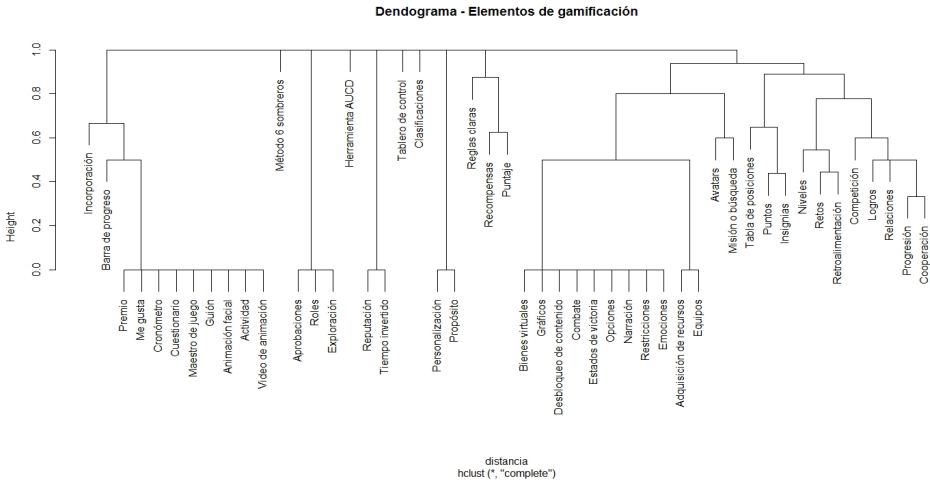 Dendograma - Elementos de gamificación
Height
1.0
0.8
0.6
0.4
0.2
0.0
Incorporación
Barra de progreso
Premio
Me gusta
Cronómetro
Cuestionario
Maestro de juego
Guión
Animación facial
Actividad
Video de animación
Método 6 sombreros
Aprobaciones
Roles
Exploración
Herramienta AUCD
Reputación
Tiempo invertido
Tablero de control
Clasificaciones
Personalización
Propósito
Reglas claras
Recompensas
Puntaje
Bienes virtuales
Gráficos
Desbloqueo de contenido
Combate
Estados de victoria
Opciones
Narración
Restricciones
Emociones
Adquisición de recursos
Equipos
Avatars
Misión o búsqueda
Tabla de posiciones
Puntos
Insignias
Niveles
Retos
Retroalimentación
Competición
Logros
Relaciones
Progresión
Cooperación
distancia
hclust (*, "complete")